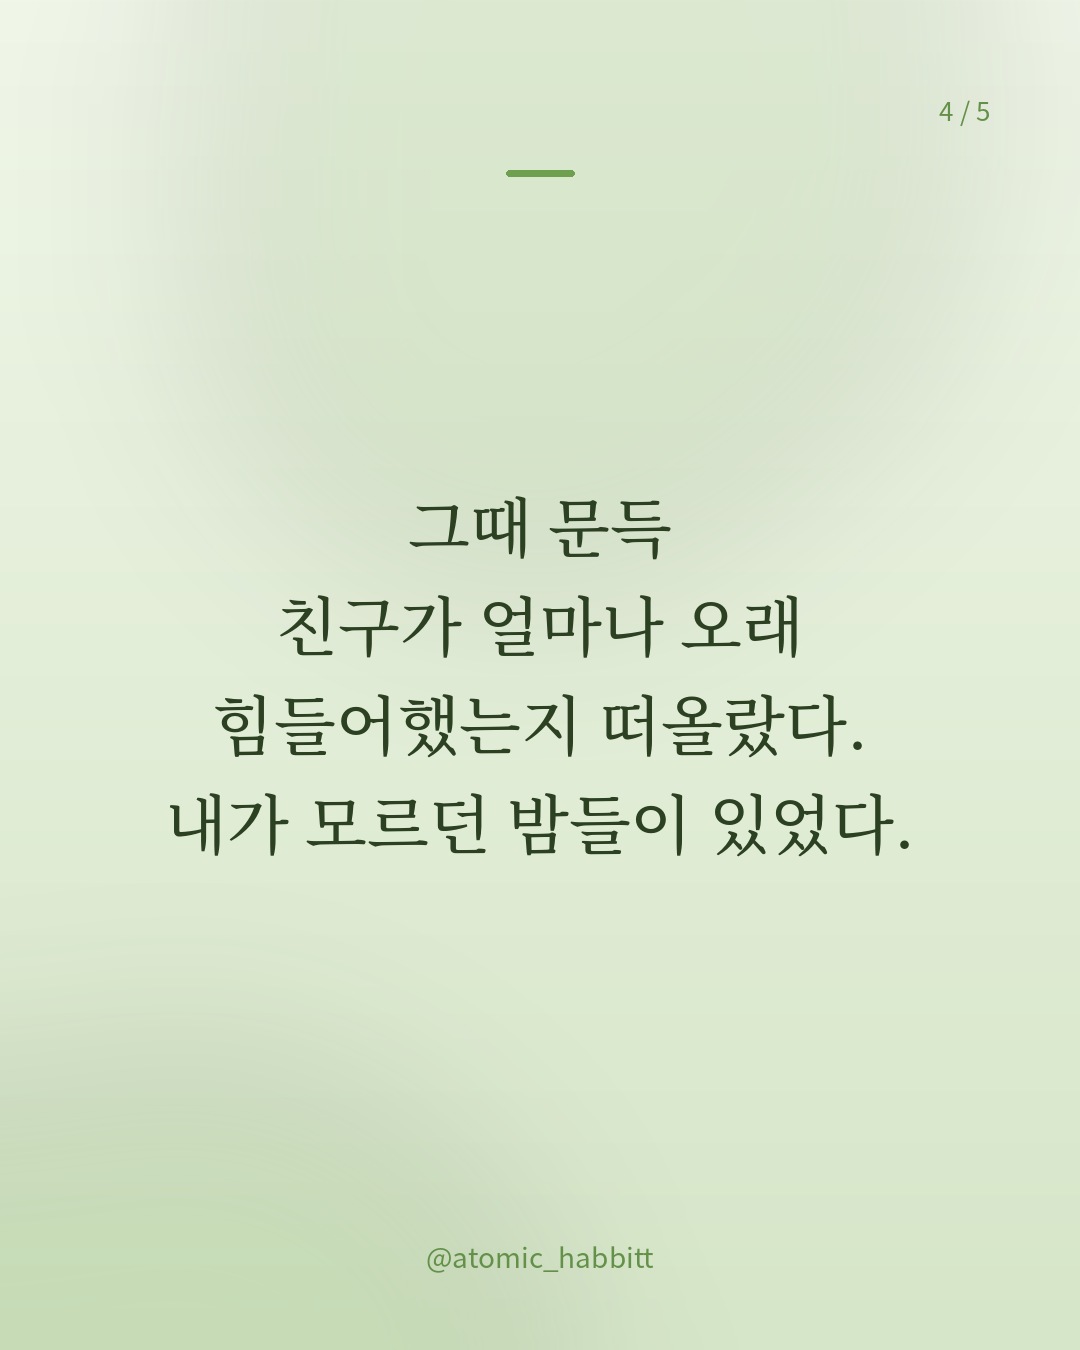 4 / 5
그때 문득
친구가 얼마나 오래
힘들어했는지 떠올랐다.
내가 모르던 밤들이 있었다.
@atomic_habbitt